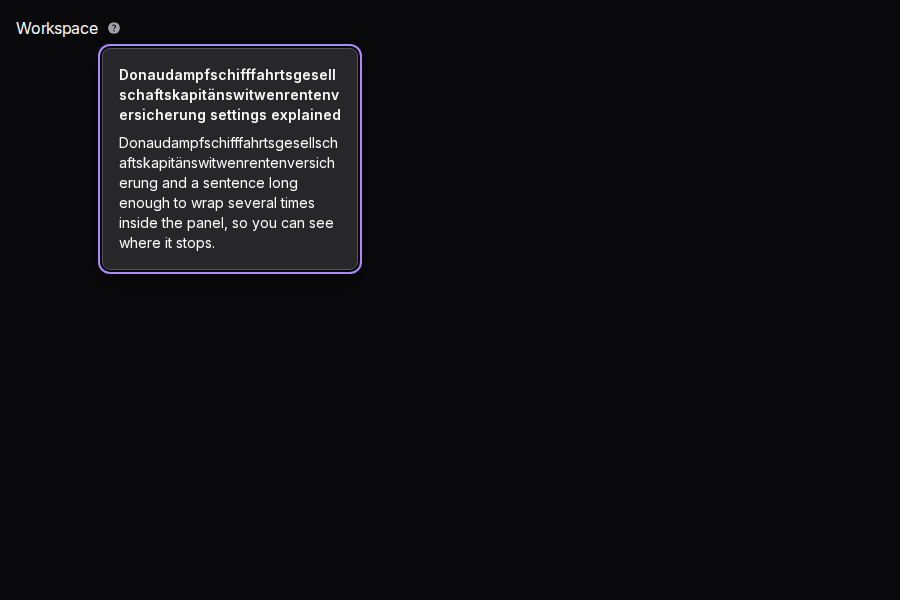 Workspace ?
Donaudampfschifffahrtsgesell
schaftskapitänswitwenrentenv
ersicherung settings explained
Donaudampfschifffahrtsgesellsch
aftskapitänswitwenrentenversich
erung and a sentence long
enough to wrap several times
inside the panel, so you can see
where it stops.